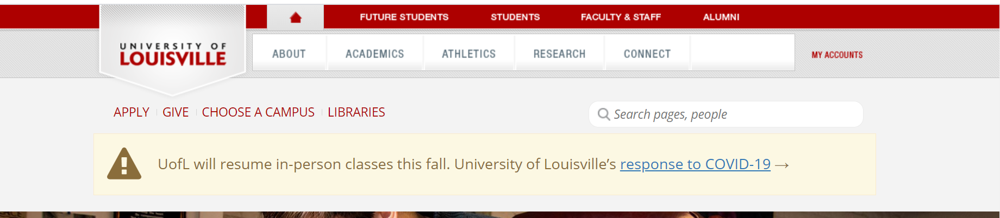 FUTURE STUDENTS STUDENTS FACULTY & STAFF ALUMNI
UNIVERSITY OF
LOUISVILLE
ABOUT ACADEMICS ATHLETICS RESEARCH CONNECT
MY ACCOUNTS
APPLY GIVE CHOOSE A CAMPUS LIBRARIES
Search pages, people
UofL will resume in-person classes this fall. University of Louisville’s response to COVID-19 →